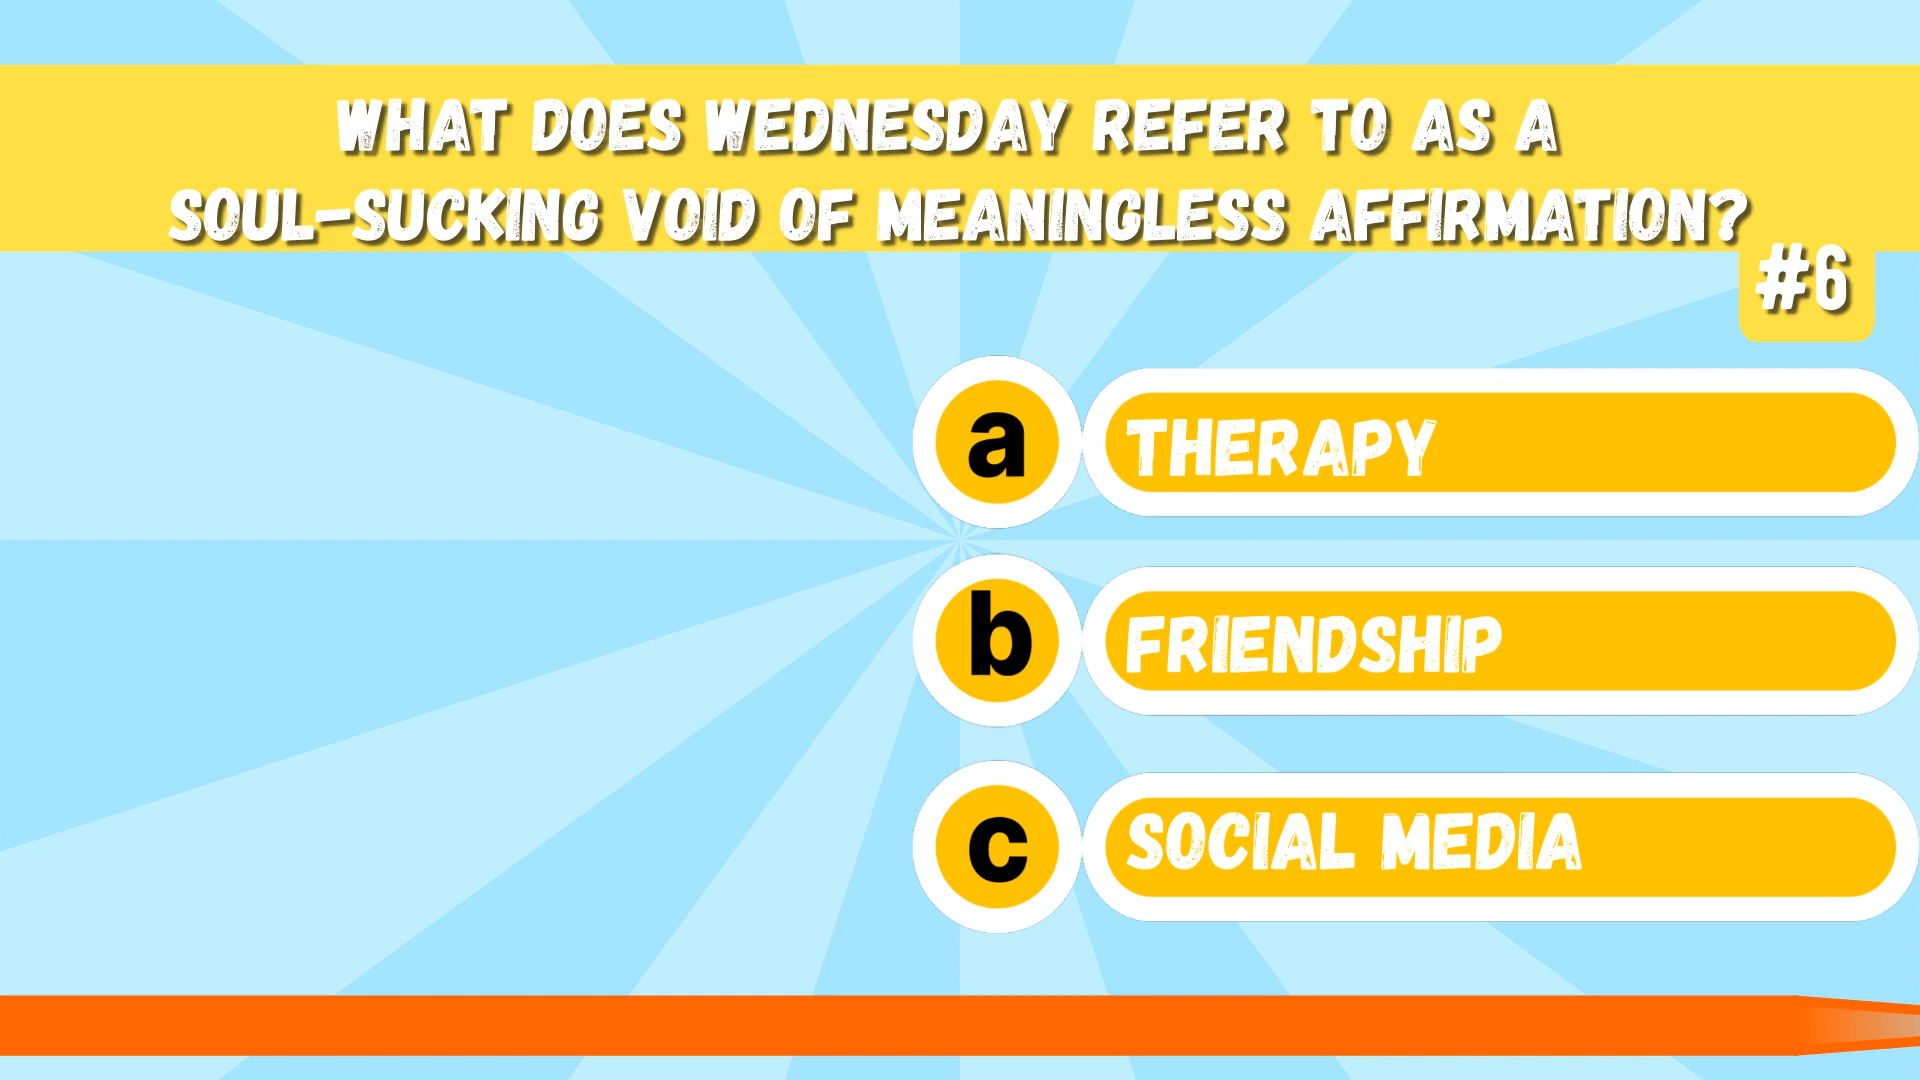 WHAT DOES WEDNESDAY REFER TO AS A
SOUL-SUCKING VOID OF MEANINGLESS AFFIRMATION?
#6
a THERAPY
b FRIENDSHIP
c SOCIAL MEDIA